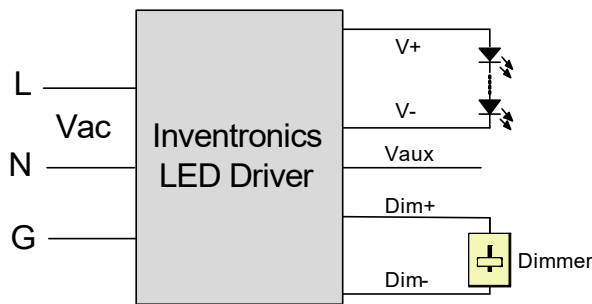 L
Vac
N
G
Inventronics
LED Driver
V+
V-
Vaux
Dim+
Dim-
Dimmer